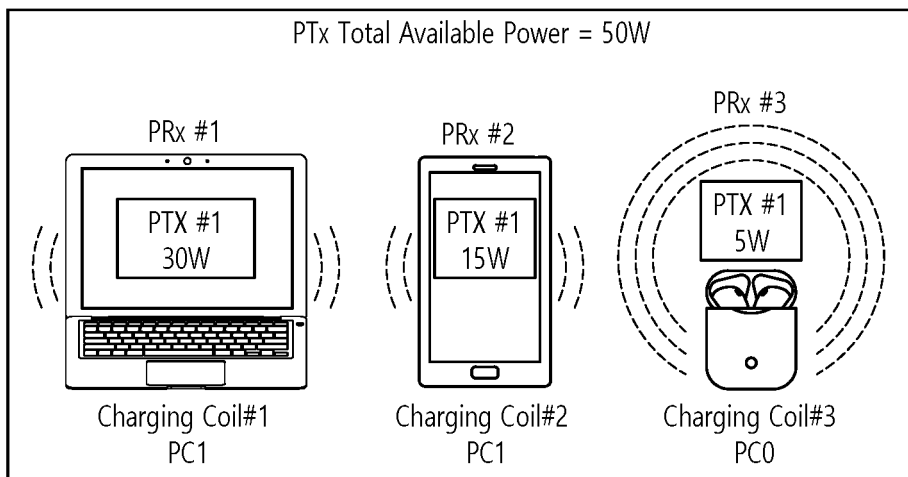 PTx Total Available Power = 50W
PRx #1
PTX #1
30W
Charging Coil#1
PC1
PRx #2
PTX #1
15W
Charging Coil#2
PC1
PRx #3
PTX #1
5W
Charging Coil#3
PC0